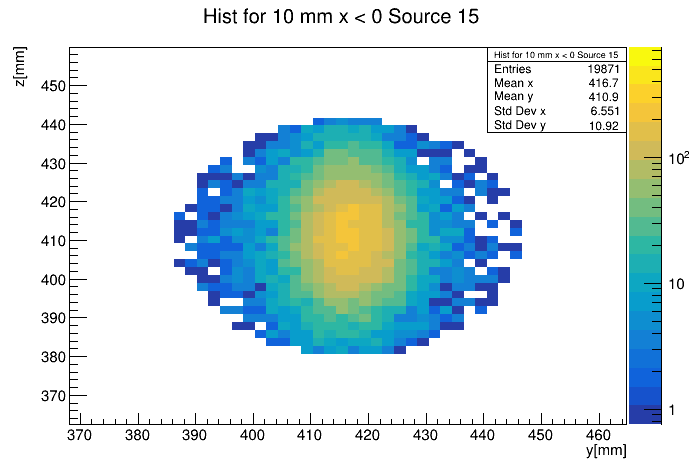 Hist for 10 mm x < 0 Source 15
z[mm]
Hist for 10 mm x < 0 Source 15
Entries 19871
Mean x 416.7
Mean y 410.9
Std Dev x 6.551
Std Dev y 10.92
450
440
430
420
410
400
390
380
370
10²
10
1
370 380 390 400 410 420 430 440 450 460
y[mm]